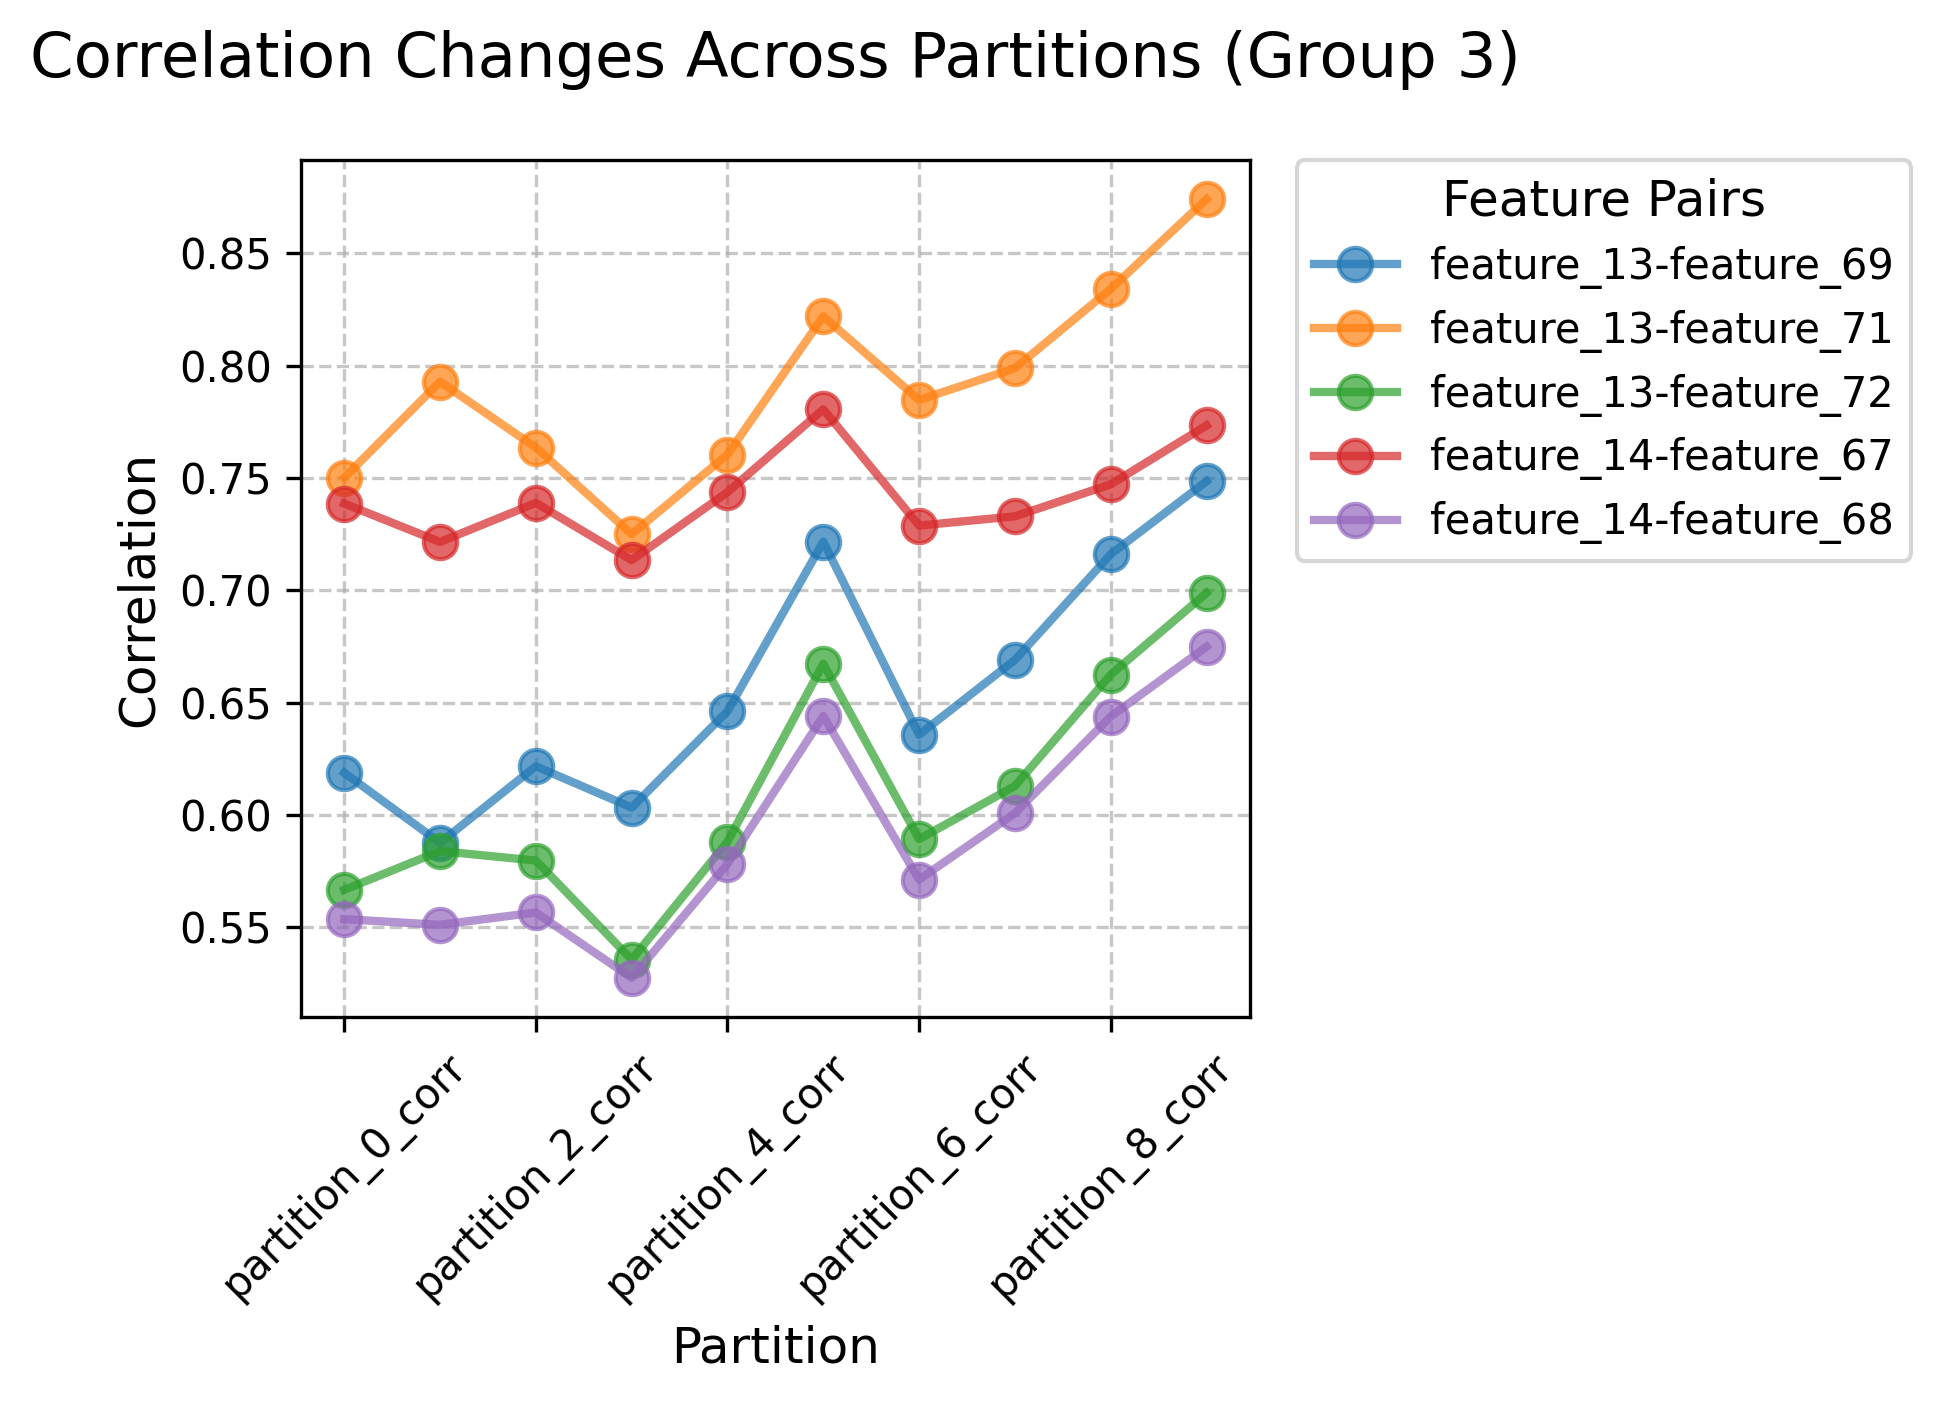 Correlation Changes Across Partitions (Group 3)
Correlation
0.85
0.80
0.75
0.70
0.65
0.60
0.55
partition_0_corr
partition_2_corr
partition_4_corr
partition_6_corr
partition_8_corr
Partition
Feature Pairs
feature_13-feature_69
feature_13-feature_71
feature_13-feature_72
feature_14-feature_67
feature_14-feature_68